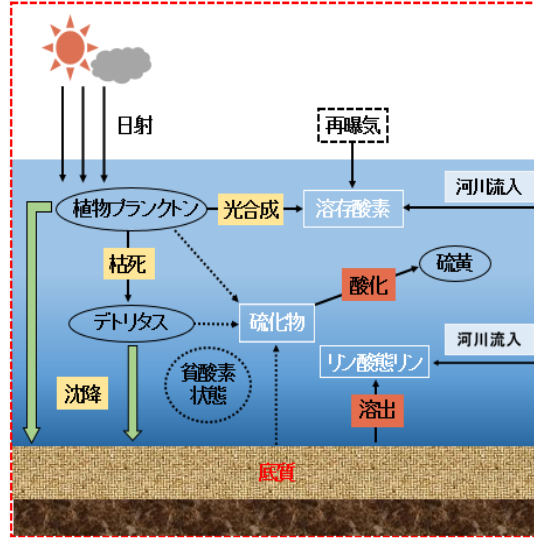 日射
再曝気
河川流入
植物プランクトン
光合成
溶存酸素
枯死
硫黄
酸化
デトリタス
硫化物
河川流入
貧酸素
状態
リン酸態リン
沈降
溶出
底質